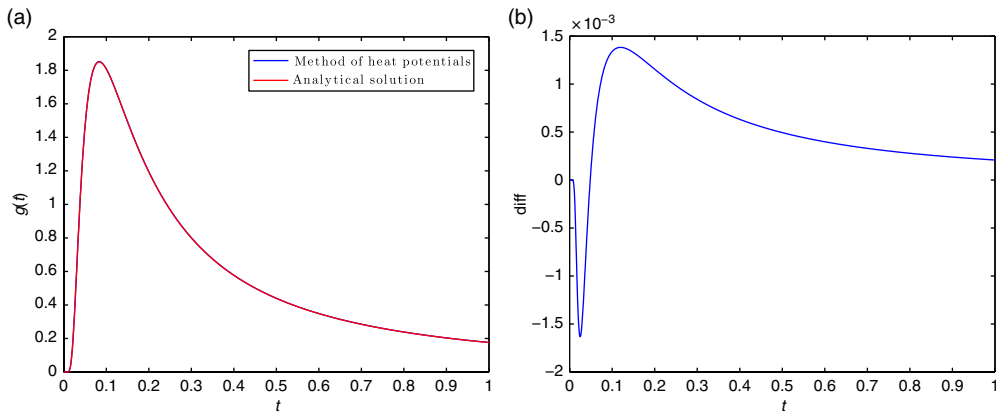 (a)
2
1.8
1.6
1.4
1.2
1
0.8
0.6
0.4
0.2
0
g(t)
Method of heat potentials
Analytical solution
0 0.1 0.2 0.3 0.4 0.5 0.6 0.7 0.8 0.9 1
t
(b)
×10−3
1.5
1
0.5
0
−0.5
−1
−1.5
−2
diff
0 0.1 0.2 0.3 0.4 0.5 0.6 0.7 0.8 0.9 1
t